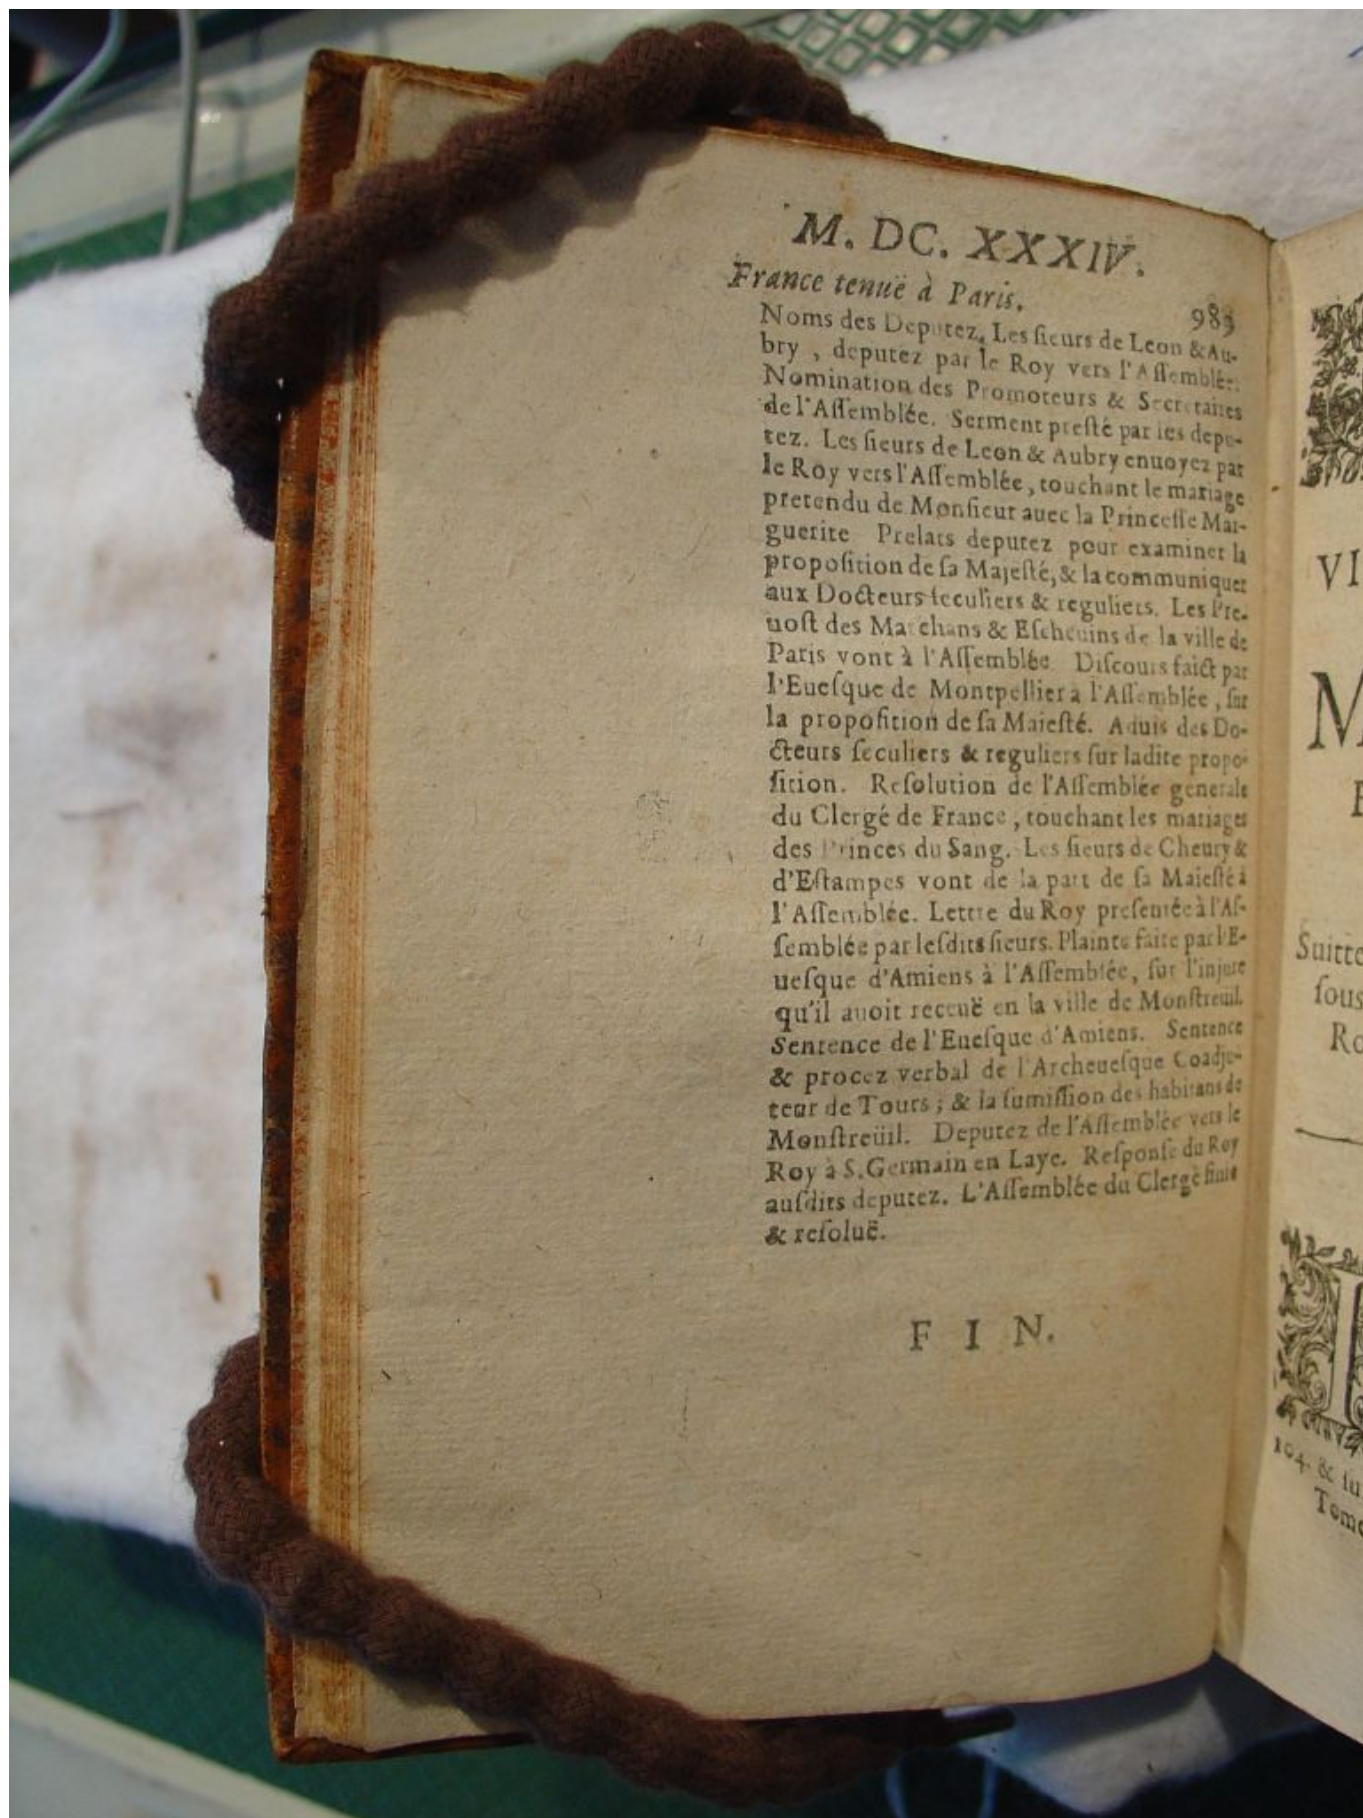 M. DC. XXXIV.
France tenuë à Paris.
983
Noms des Deputez. Les ſieurs de Leon & Au-
bry, deputez par le Roy vers l'Aſſemblée.
Nomination des Promoteurs & Secretaires
de l'Aſſemblée. Serment preſté par les depu-
tez. Les ſieurs de Leon & Aubry enuoyez par
le Roy vers l'Aſſemblée, touchant le mariage
pretendu de Monſieur auec la Princeſſe Mar-
guerite Prelats deputez pour examiner la
propoſition de ſa Majeſté, & la communiquer
aux Docteurs ſeculiers & reguliers. Les Pre-
uoſt des Marchans & Eſcheuins de la ville de
Paris vont à l'Aſſemblée. Diſcours faict par
l'Eueſque de Montpellier à l'Aſſemblée, ſur
la propoſition de ſa Maieſté. Aduis des Do-
cteurs ſeculiers & reguliers ſur ladite propo-
ſition. Reſolution de l'Aſſemblée generale
du Clergé de France, touchant les mariages
des Princes du Sang. Les ſieurs de Cheury &
d'Eſtampes vont de la part de ſa Maieſté à
l'Aſſemblée. Lettre du Roy preſentée à l'Aſ-
ſemblée par leſdits ſieurs. Plainte faite par l'E-
ueſque d'Amiens à l'Aſſemblée, ſur l'injure
qu'il auoit receuë en la ville de Monſtreuil.
Sentence de l'Eueſque d'Amiens. Sentence
& procez verbal de l'Archeueſque Coadju-
teur de Tours; & la ſumiſſion des habitans de
Monſtreüil. Deputez de l'Aſſemblée vers le
Roy à S. Germain en Laye. Reſponſe du Roy
auſdits deputez. L'Aſſemblée du Clergé finie
& reſoluë.
FIN.
VI
M
Suitte
ſous
Ro
104. & ſu
Tome